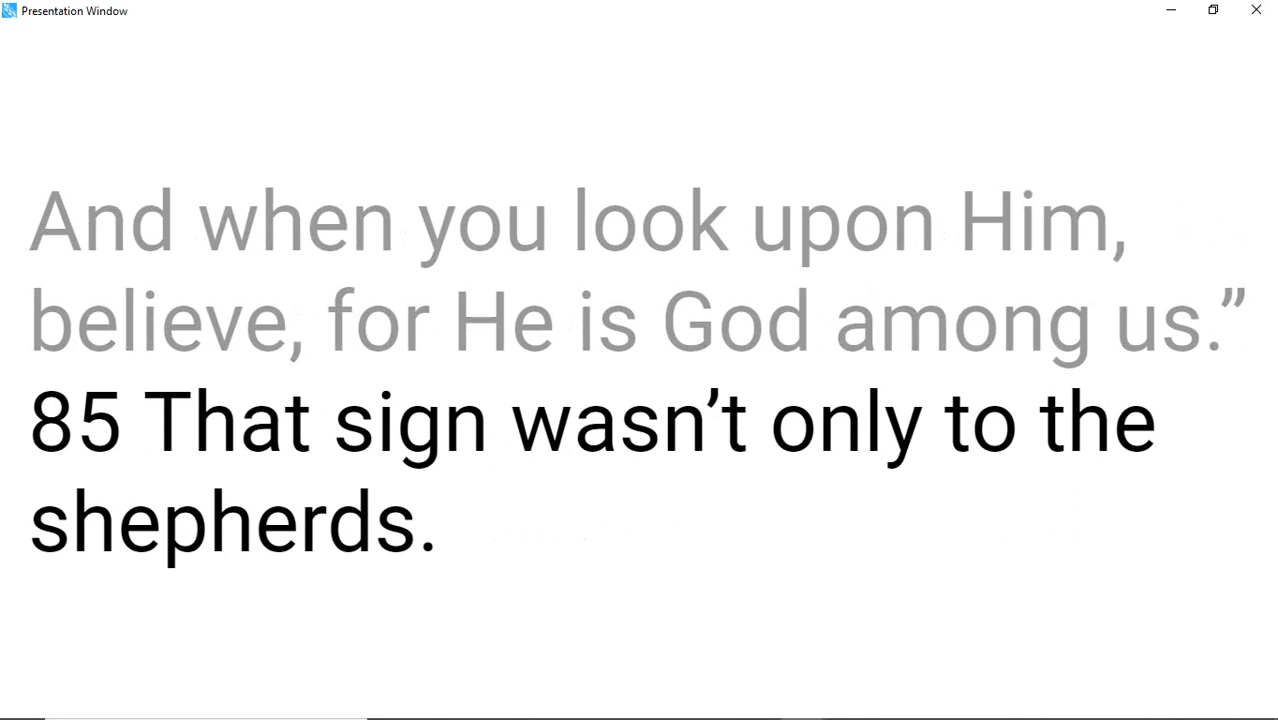 Presentation Window
And when you look upon Him,
believe, for He is God among us.”
85 That sign wasn’t only to the
shepherds.